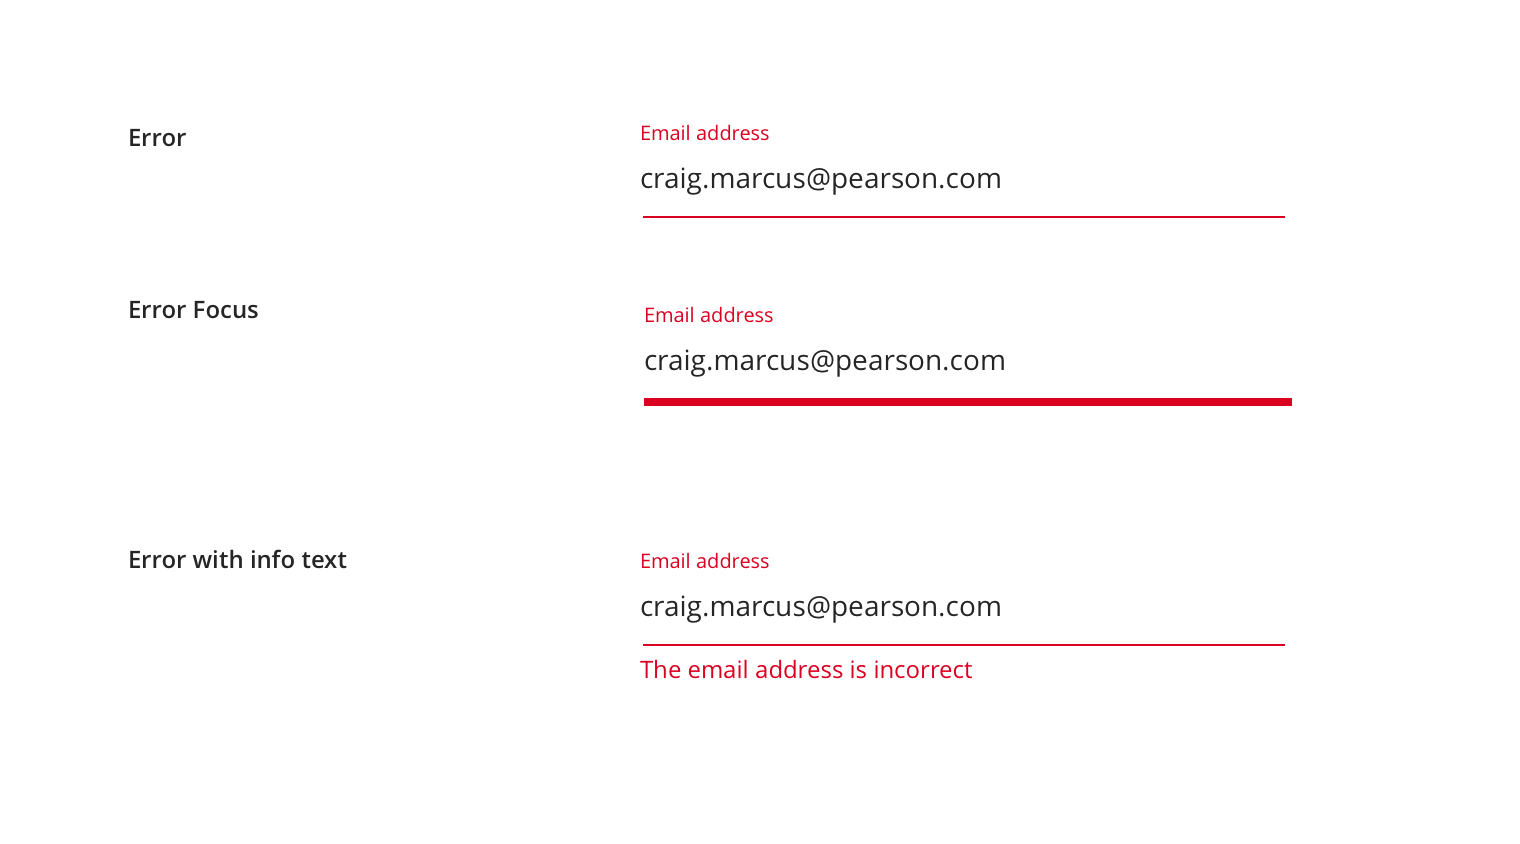 Error
Email address
craig.marcus@pearson.com
Error Focus
Email address
craig.marcus@pearson.com
Error with info text
Email address
craig.marcus@pearson.com
The email address is incorrect